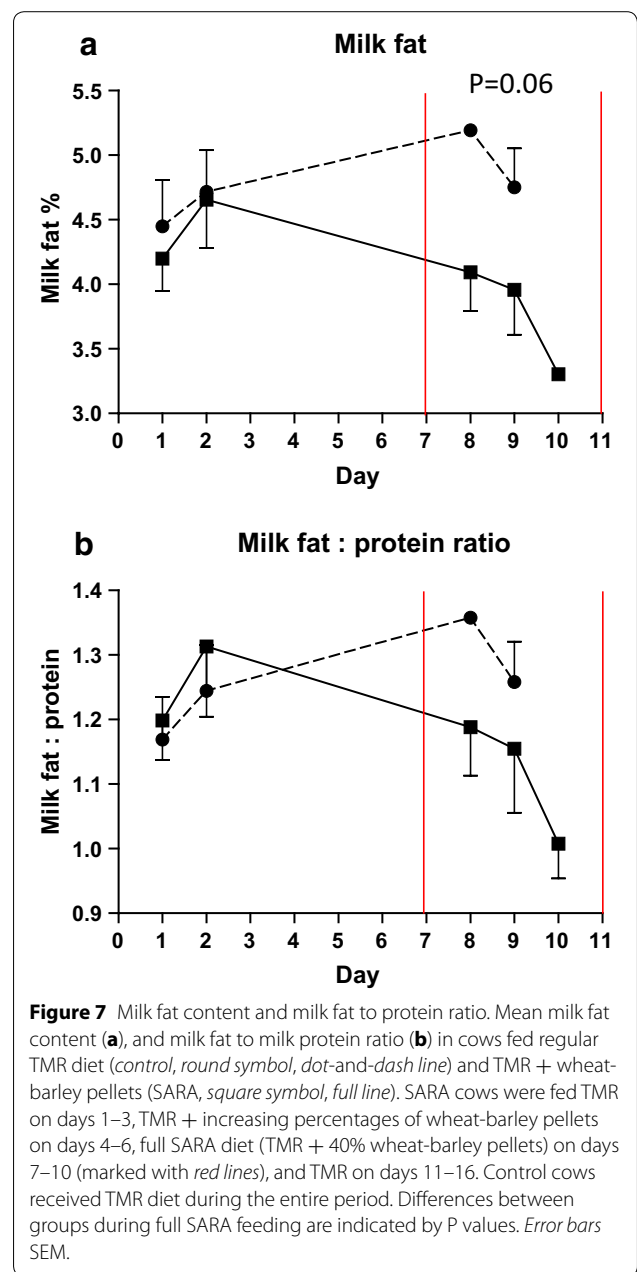 a Milk fat
P=0.06
5.5
5.0
4.5
4.0
3.5
3.0
Milk fat %
0 1 2 3 4 5 6 7 8 9 10 11
Day
b Milk fat : protein ratio
1.4
1.3
1.2
1.1
1.0
0.9
Milk fat : protein
0 1 2 3 4 5 6 7 8 9 10 11
Day
Figure 7 Milk fat content and milk fat to protein ratio. Mean milk fat
content (a), and milk fat to milk protein ratio (b) in cows fed regular
TMR diet (control, round symbol, dot-and-dash line) and TMR + wheat-
barley pellets (SARA, square symbol, full line). SARA cows were fed TMR
on days 1–3, TMR + increasing percentages of wheat-barley pellets
on days 4–6, full SARA diet (TMR + 40% wheat-barley pellets) on days
7–10 (marked with red lines), and TMR on days 11–16. Control cows
received TMR diet during the entire period. Differences between
groups during full SARA feeding are indicated by P values. Error bars
SEM.